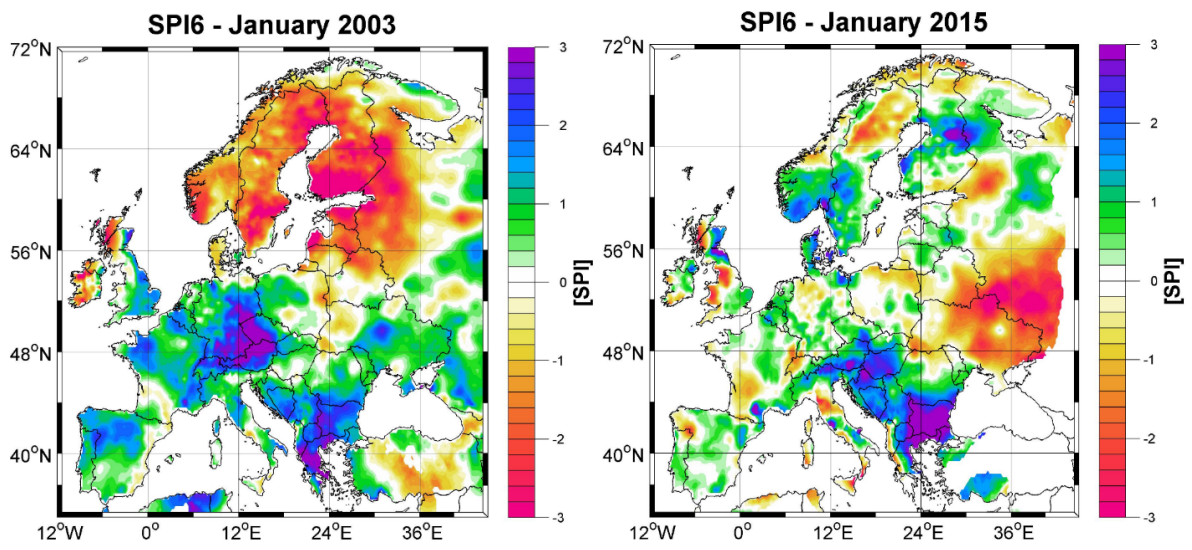 SPI6 - January 2003
72°N
64°N
56°N
48°N
40°N
12°W
0°E
12°E
24°E
36°E
3
2
1
0
-1
-2
-3
[SPI]
SPI6 - January 2015
72°N
64°N
56°N
48°N
40°N
12°W
0°E
12°E
24°E
36°E
3
2
1
0
-1
-2
-3
[SPI]